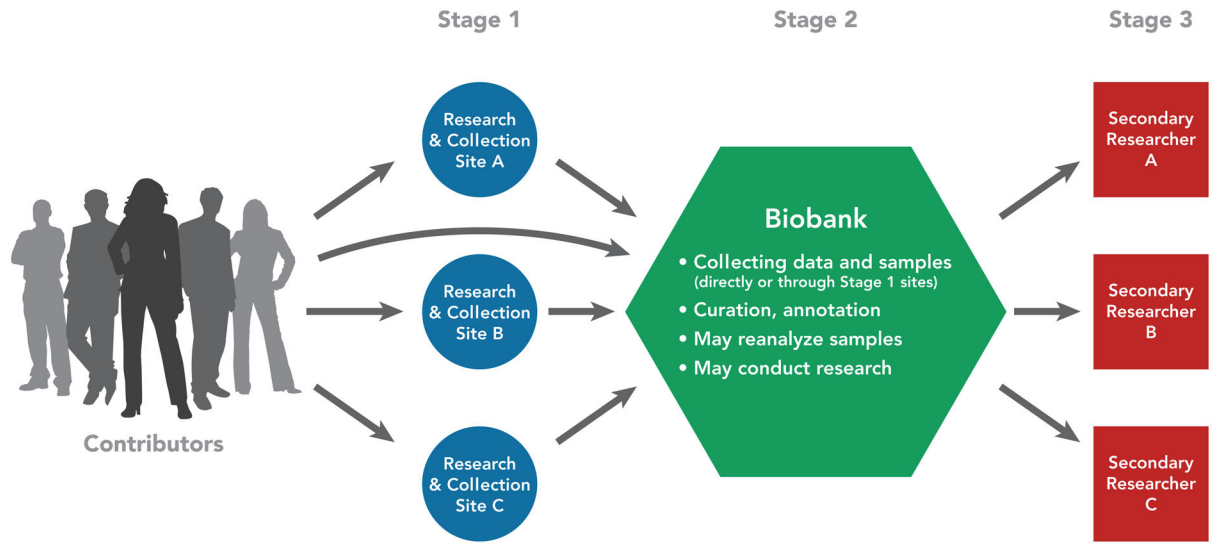 Stage 1
Stage 2
Stage 3
Research
& Collection
Site A
Research
& Collection
Site B
Research
& Collection
Site C
Contributors
Biobank
• Collecting data and samples
(directly or through Stage 1 sites)
• Curation, annotation
• May reanalyze samples
• May conduct research
Secondary
Researcher
A
Secondary
Researcher
B
Secondary
Researcher
C